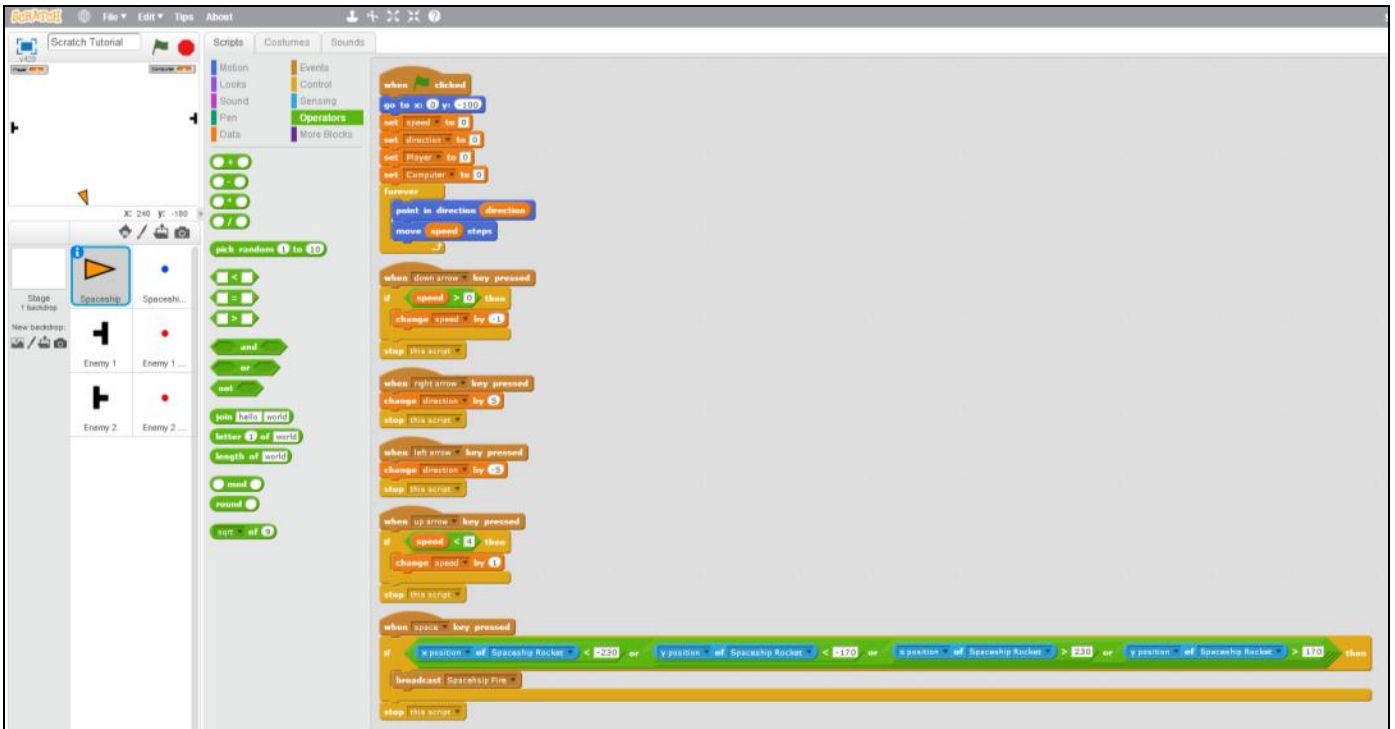 SCRATCH File Edit Tips About
Scratch Tutorial
v429
Player
Computer
X: 240 y: -180
Scripts Costumes Sounds
Motion Events
Looks Control
Sound Sensing
Pen Operators
Data More Blocks
+
-
*
/
pick random 1 to 10
<
=
>
and
or
not
join hello world
letter 1 of world
length of world
mod
round
sqrt of 9
Stage
1 backdrop
New backdrop:
Spaceship Spaceshi...
Enemy 1 Enemy 1 ...
Enemy 2 Enemy 2 ...
when clicked
go to x: 0 y: -100
set speed to 0
set direction to 0
set Player to 0
set Computer to 0
forever
point in direction direction
move speed steps
when down arrow key pressed
if speed > 0 then
change speed by -1
stop this script
when right arrow key pressed
change direction by 5
stop this script
when left arrow key pressed
change direction by -5
stop this script
when up arrow key pressed
if speed < 4 then
change speed by 1
stop this script
when space key pressed
if x position of Spaceship Rocket < -230 or y position of Spaceship Rocket < -170 or x position of Spaceship Rocket > 230 or y position of Spaceship Rocket > 170 then
broadcast Spacehsip Fire
stop this script